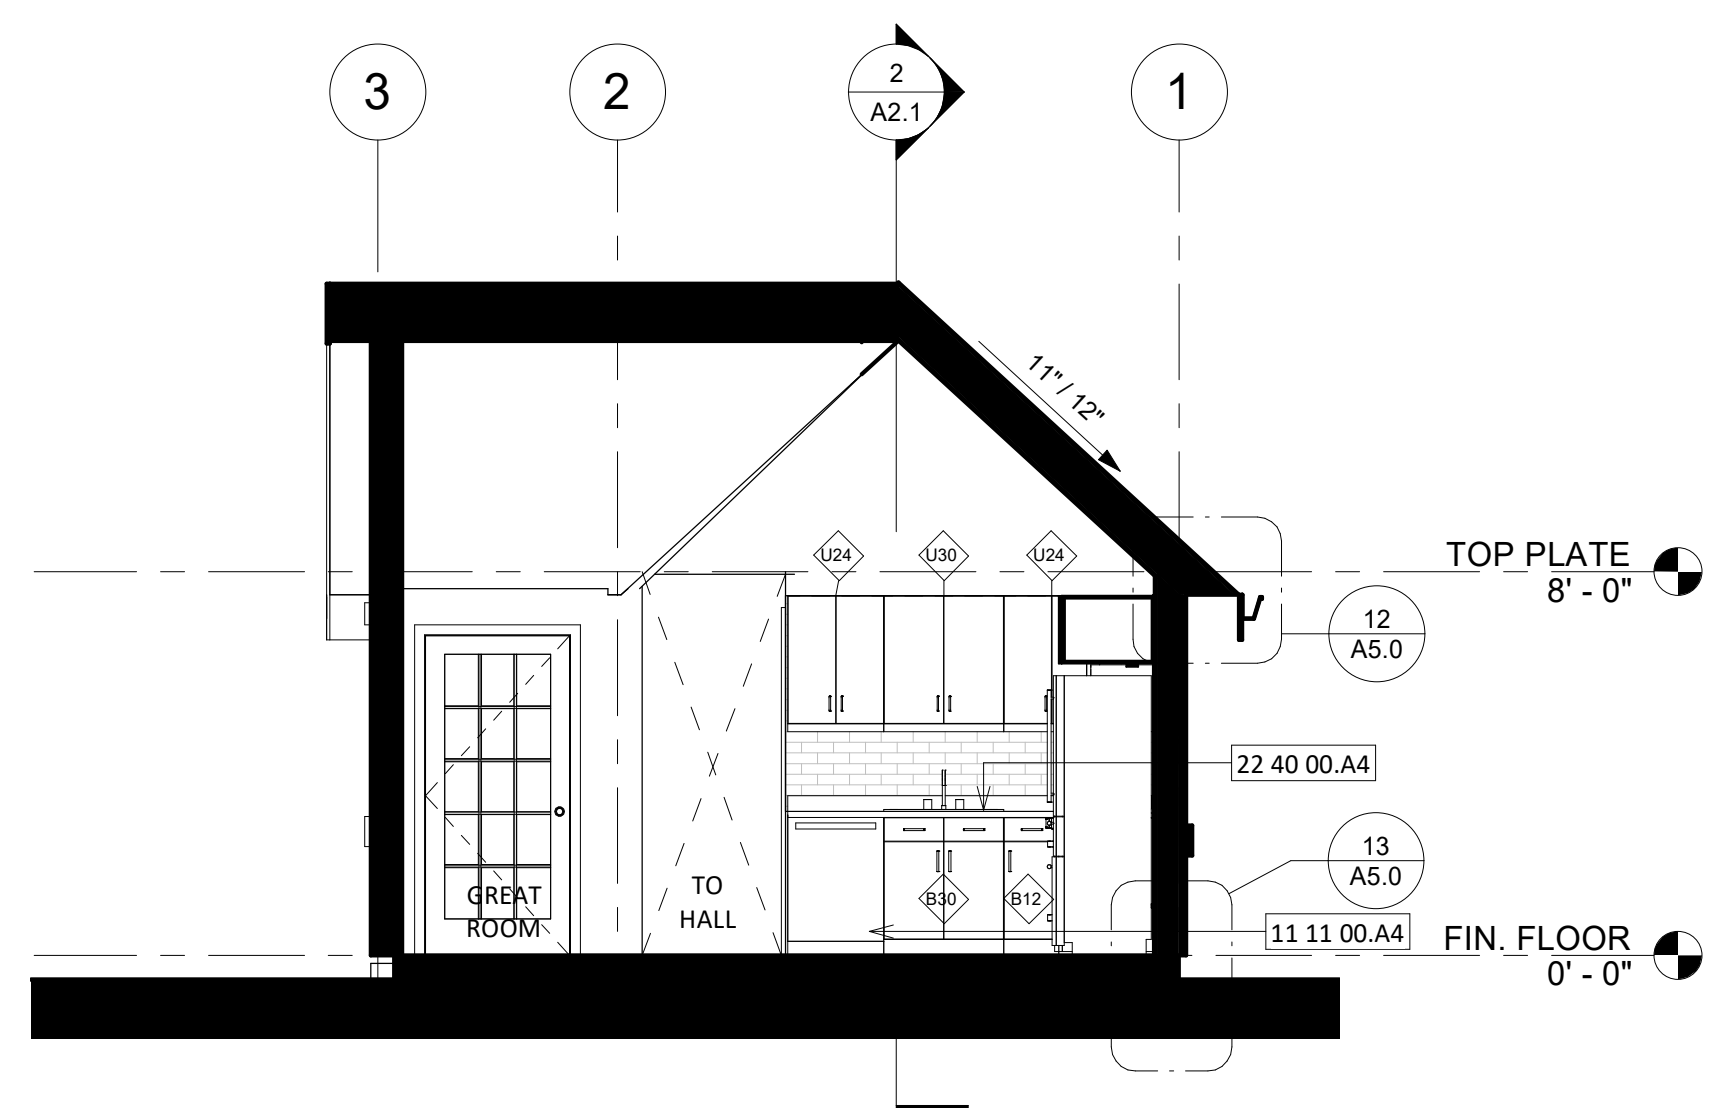 3
2
2
A2.1
1
11" / 12"
U24
U30
U24
TOP PLATE
8' - 0"
12
A5.0
22 40 00.A4
13
A5.0
GREAT
ROOM
TO
HALL
B30
B12
11 11 00.A4
FIN. FLOOR
0' - 0"